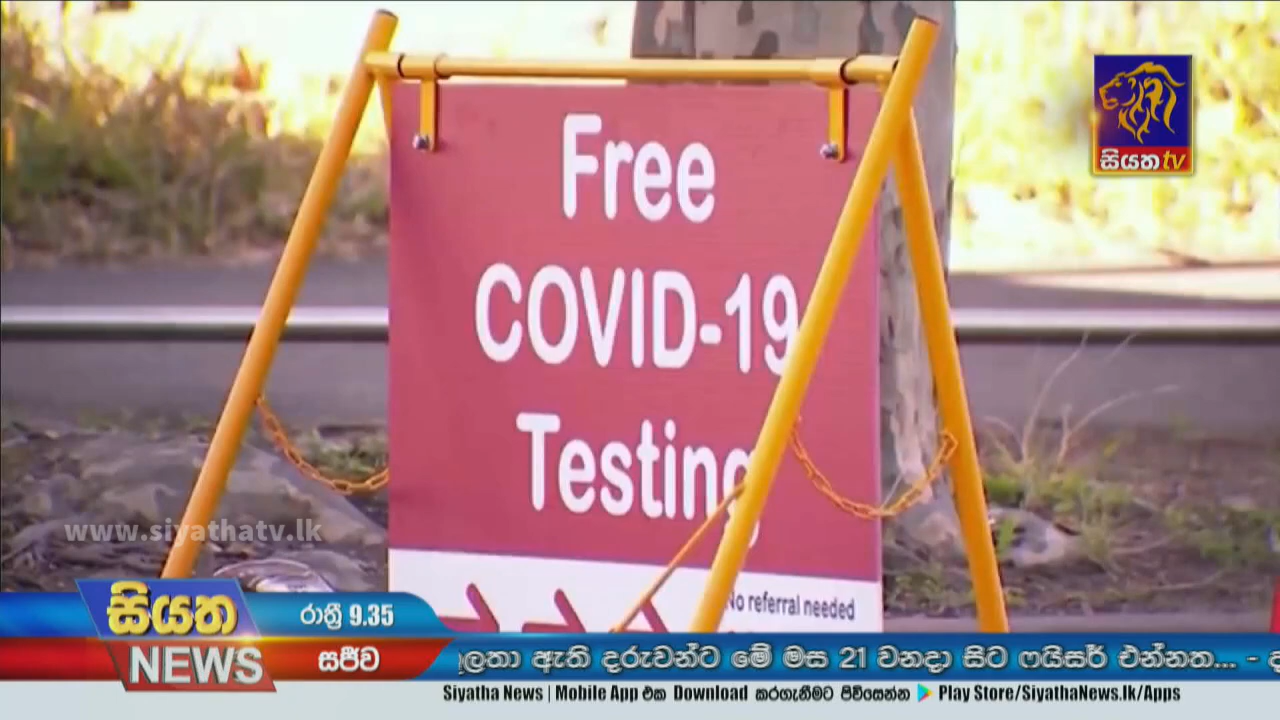 Free
COVID-19
Testing
No referral needed
සියත tv
www.siyathatv.lk
සියත
NEWS
රාත්‍රී 9.35
සජීව
ඇති දරුවන්ට මේ මස 21 වනදා සිට ෆයිසර් එන්නත... -
Siyatha News | Mobile App එක Download කරගැනීමට පිවිසෙන්න Play Store/SiyathaNews.lk/Apps